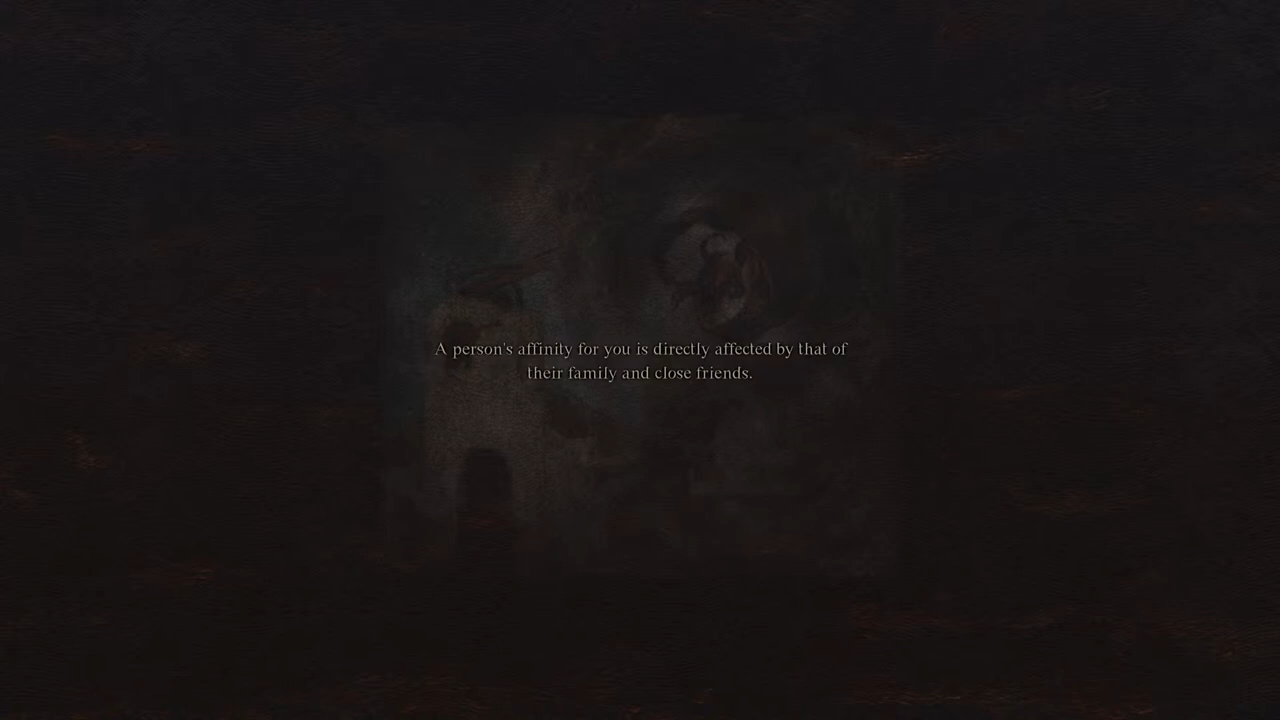 A person's affinity for you is directly affected by that of
their family and close friends.